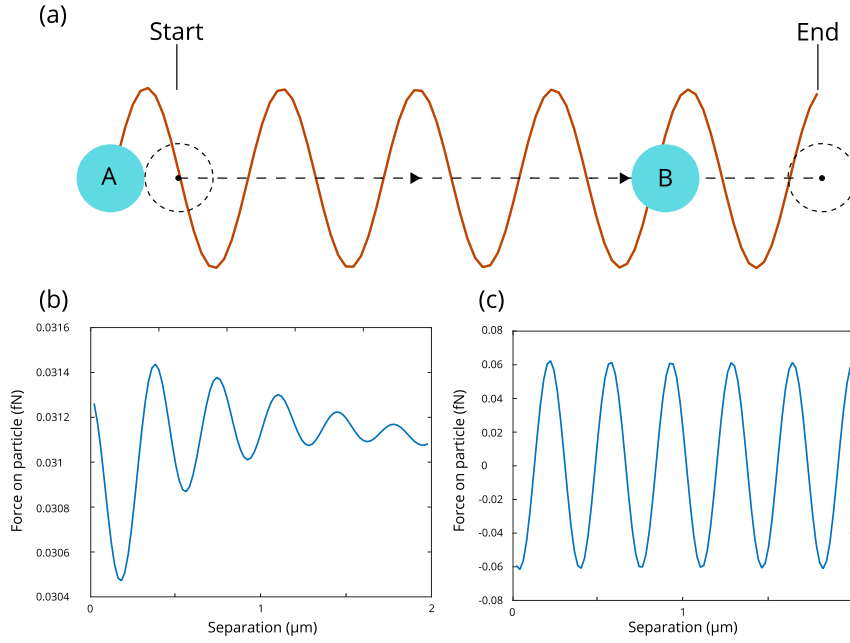 (a)
Start
End
A
B
(b)
(c)
0.0316
0.0314
0.0312
0.031
0.0308
0.0306
0.0304
Force on particle (fN)
0
1
2
Separation (μm)
0.08
0.06
0.04
0.02
0
-0.02
-0.04
-0.06
-0.08
Force on particle (fN)
0
1
Separation (μm)